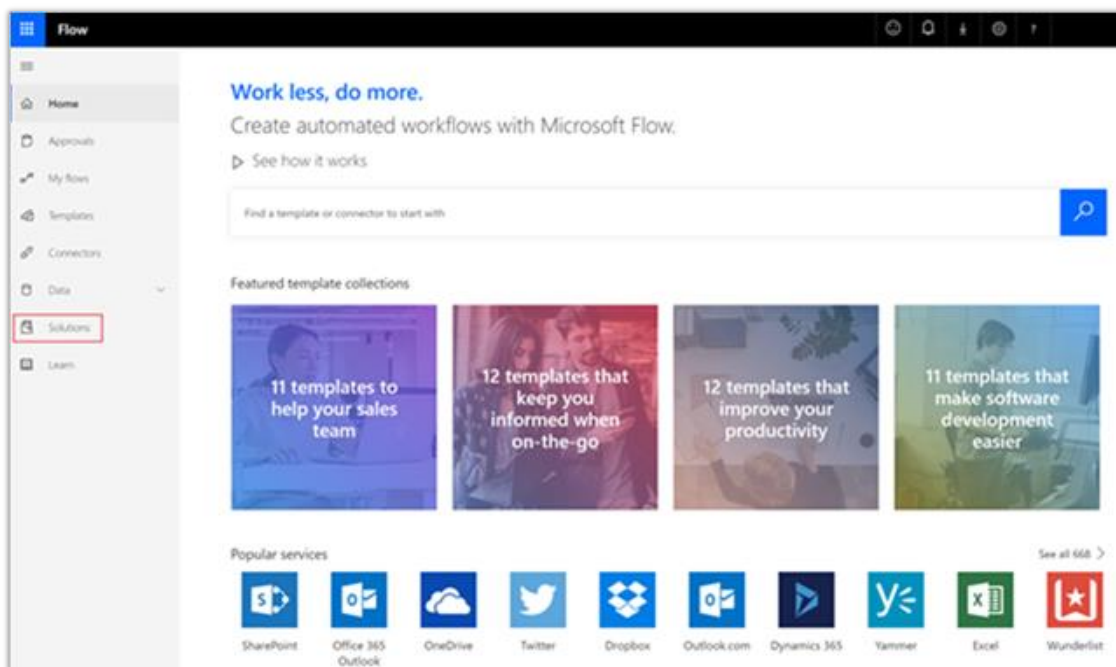 Flow
Home
Approvals
My flows
Templates
Connectors
Data
Solutions
Learn
Work less, do more.
Create automated workflows with Microsoft Flow.
See how it works
Find a template or connector to start with
Featured template collections
11 templates to
help your sales
team
12 templates that
keep you
informed when
on-the-go
12 templates that
improve your
productivity
11 templates that
make software
development
easier
Popular services
See all 668
SharePoint
Office 365
Outlook
OneDrive
Twitter
Dropbox
Outlook.com
Dynamics 365
Yammer
Excel
Wunderlist